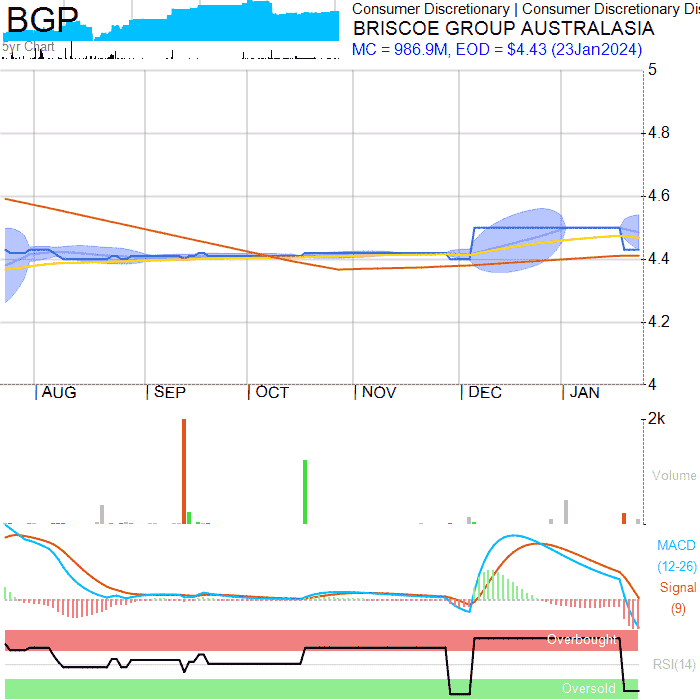 BGP
5yr Chart
Consumer Discretionary | Consumer Discretionary Dis
BRISCOE GROUP AUSTRALASIA
MC = 986.9M, EOD = $4.43 (23Jan2024)
5
4.8
4.6
4.4
4.2
4
AUG SEP OCT NOV DEC JAN
2k
Volume
MACD
(12-26)
Signal
(9)
Overbought
RSI(14)
Oversold